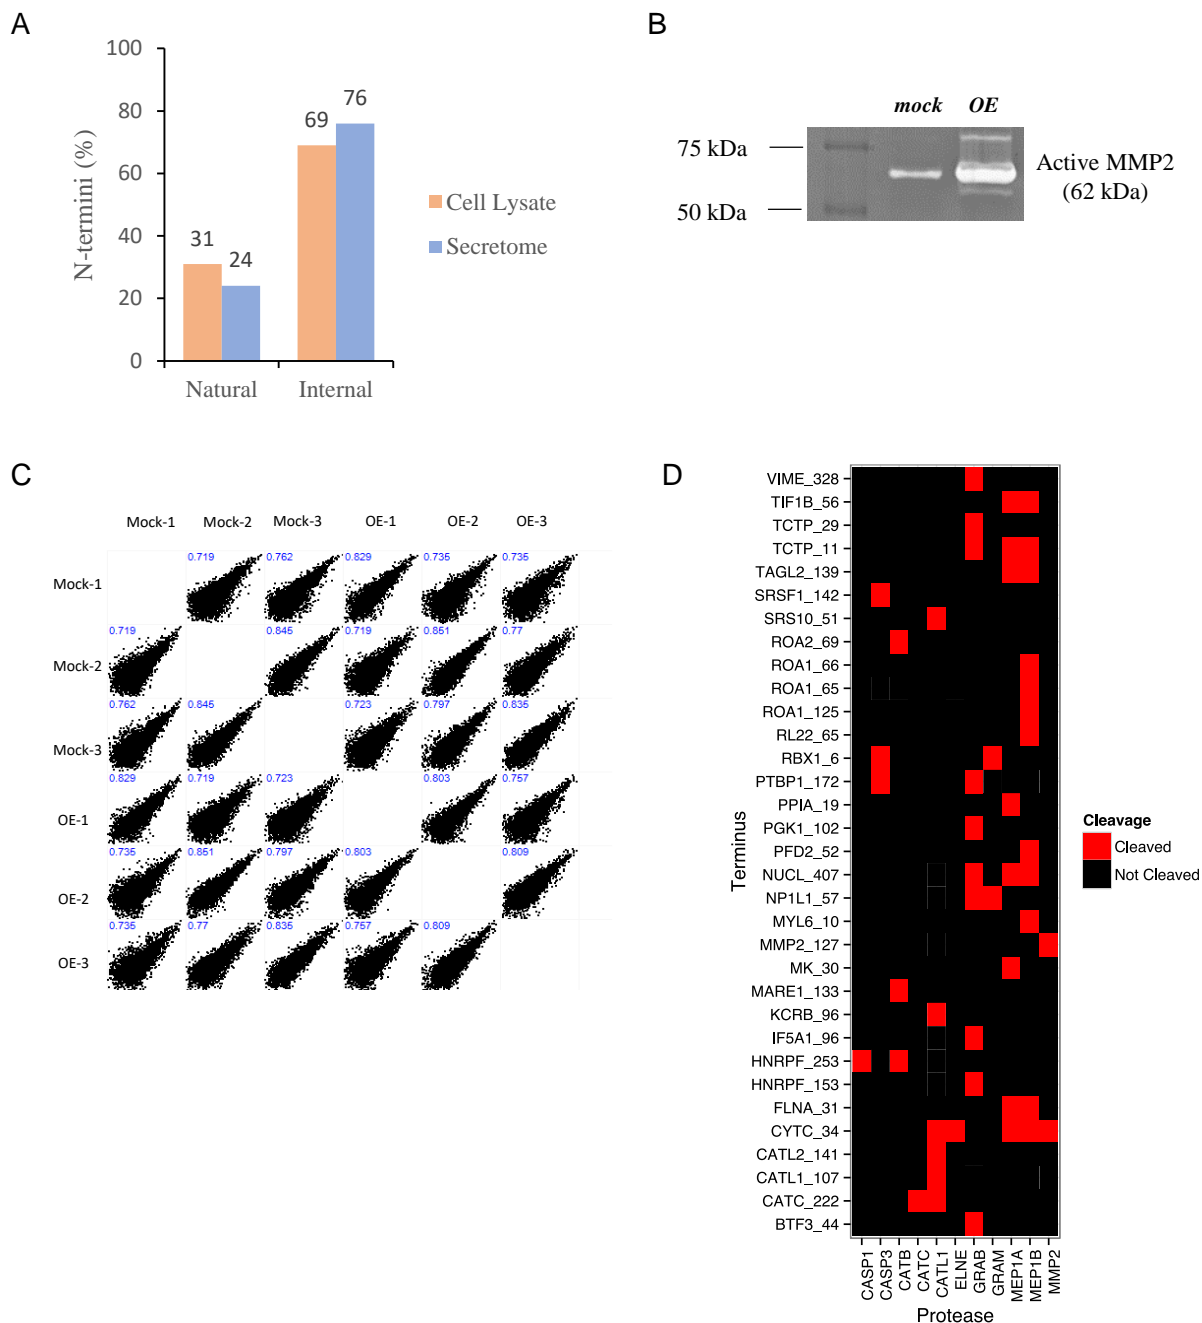 A
100
80
60
40
20
0
N-termini (%)
31
24
69
76
Natural
Internal
Cell Lysate
Secretome
B
mock
OE
75 kDa
50 kDa
Active MMP2
(62 kDa)
C
Mock-1
Mock-2
Mock-3
OE-1
OE-2
OE-3
Mock-1
0.719
0.762
0.829
0.735
0.735
Mock-2
0.719
0.845
0.719
0.851
0.77
Mock-3
0.762
0.845
0.723
0.797
0.835
OE-1
0.829
0.719
0.723
0.803
0.757
OE-2
0.735
0.851
0.797
0.803
0.809
OE-3
0.735
0.77
0.835
0.757
0.809
D
Terminus
VIME_328
TIF1B_56
TCTP_29
TCTP_11
TAGL2_139
SRSF1_142
SRS10_51
ROA2_69
ROA1_66
ROA1_65
ROA1_125
RL22_65
RBX1_6
PTBP1_172
PPIA_19
PGK1_102
PFD2_52
NUCL_407
NP1L1_57
MYL6_10
MMP2_127
MK_30
MARE1_133
KCRB_96
IF5A1_96
HNRPF_253
HNRPF_153
FLNA_31
CYTC_34
CATL2_141
CATL1_107
CATC_222
BTF3_44
CASP1
CASP3
CATB
CATC
CATL1
ELNE
GRAB
GRAM
MEP1A
MEP1B
MMP2
Protease
Cleavage
Cleaved
Not Cleaved